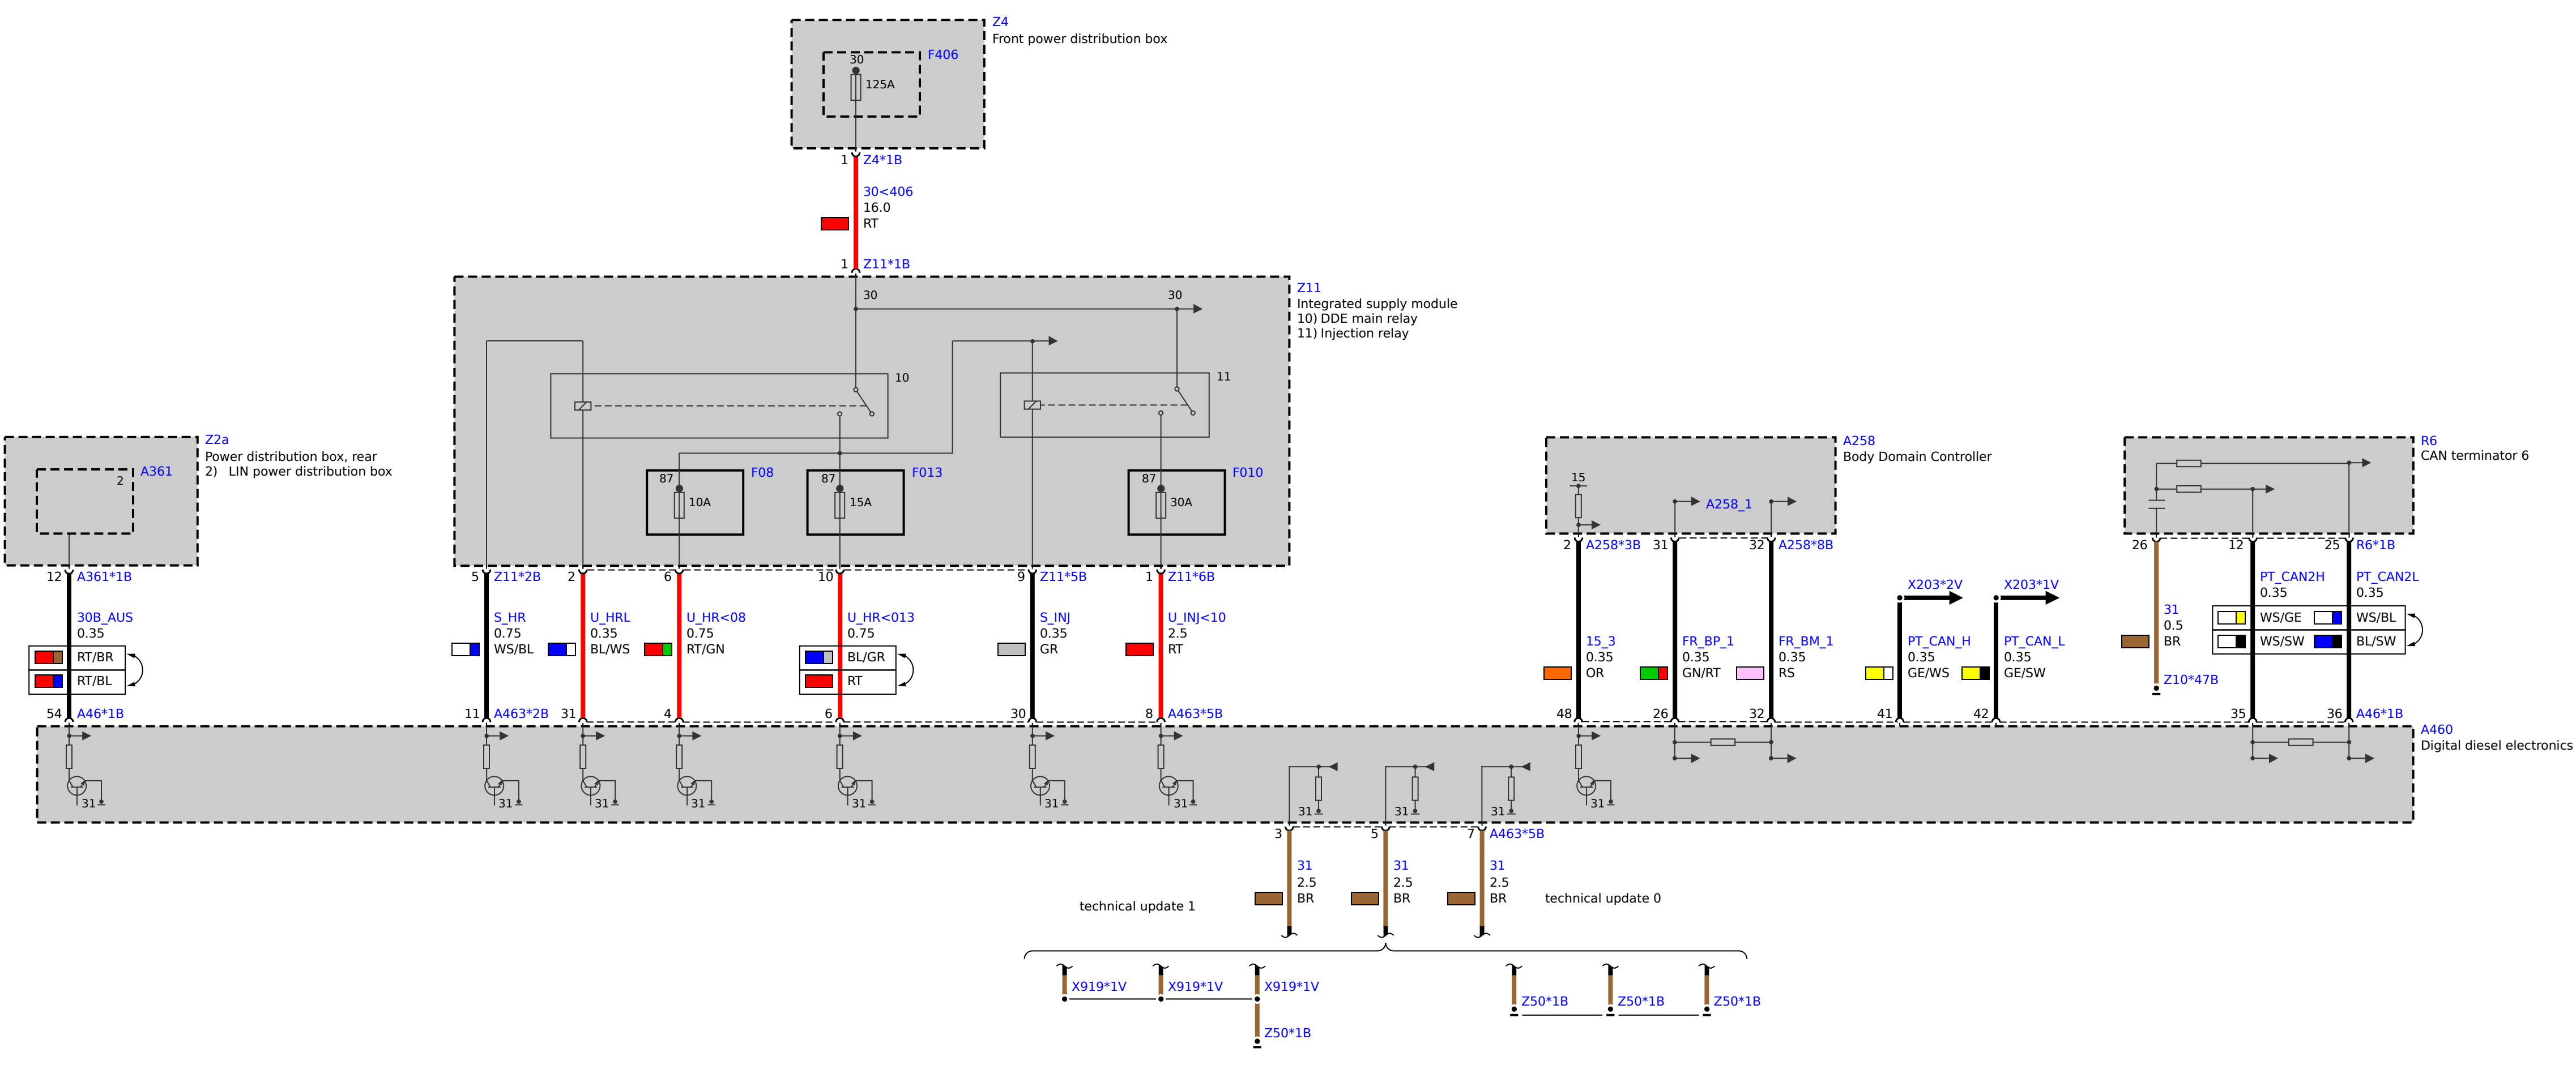 Z4
Front power distribution box
F406
30
125A
1 Z4*1B
30<406
16.0
RT
1 Z11*1B
Z11
Integrated supply module
10) DDE main relay
11) Injection relay
30
30
10
11
87
10A
F08
87
15A
F013
87
30A
F010
Z2a
Power distribution box, rear
2) LIN power distribution box
A361
2
A258
Body Domain Controller
15
A258_1
R6
CAN terminator 6
12 A361*1B
5 Z11*2B
2
6
10
9 Z11*5B
1 Z11*6B
2 A258*3B
31
32 A258*8B
26
12
25 R6*1B
30B_AUS
0.35
RT/BR
RT/BL
S_HR
0.75
WS/BL
U_HRL
0.35
BL/WS
U_HR<08
0.75
RT/GN
U_HR<013
0.75
BL/GR
RT
S_INJ
0.35
GR
U_INJ<10
2.5
RT
15_3
0.35
OR
FR_BP_1
0.35
GN/RT
FR_BM_1
0.35
RS
X203*2V
PT_CAN_H
0.35
GE/WS
X203*1V
PT_CAN_L
0.35
GE/SW
31
0.5
BR
Z10*47B
PT_CAN2H
0.35
WS/GE
WS/SW
PT_CAN2L
0.35
WS/BL
BL/SW
54 A46*1B
11 A463*2B
31
4
6
30
8 A463*5B
48
26
32
41
42
35
36 A46*1B
A460
Digital diesel electronics
31
31
31
31
31
31
31
31
31
31
31
3
5
7 A463*5B
31
2.5
BR
31
2.5
BR
31
2.5
BR
technical update 1
technical update 0
X919*1V
X919*1V
X919*1V
Z50*1B
Z50*1B
Z50*1B
Z50*1B